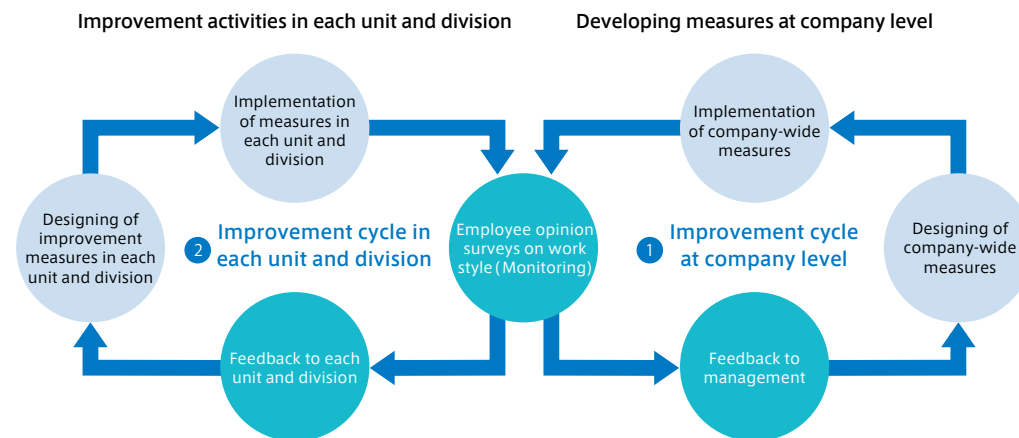 Improvement activities in each unit and division
Developing measures at company level
Implementation
of measures in
each unit and
division
Implementation
of company-wide
measures
Designing of
improvement
measures in each
unit and division
2 Improvement cycle in
each unit and division
Employee opinion
surveys on work
style (Monitoring)
1 Improvement cycle
at company level
Designing of
company-wide
measures
Feedback to each
unit and division
Feedback to
management